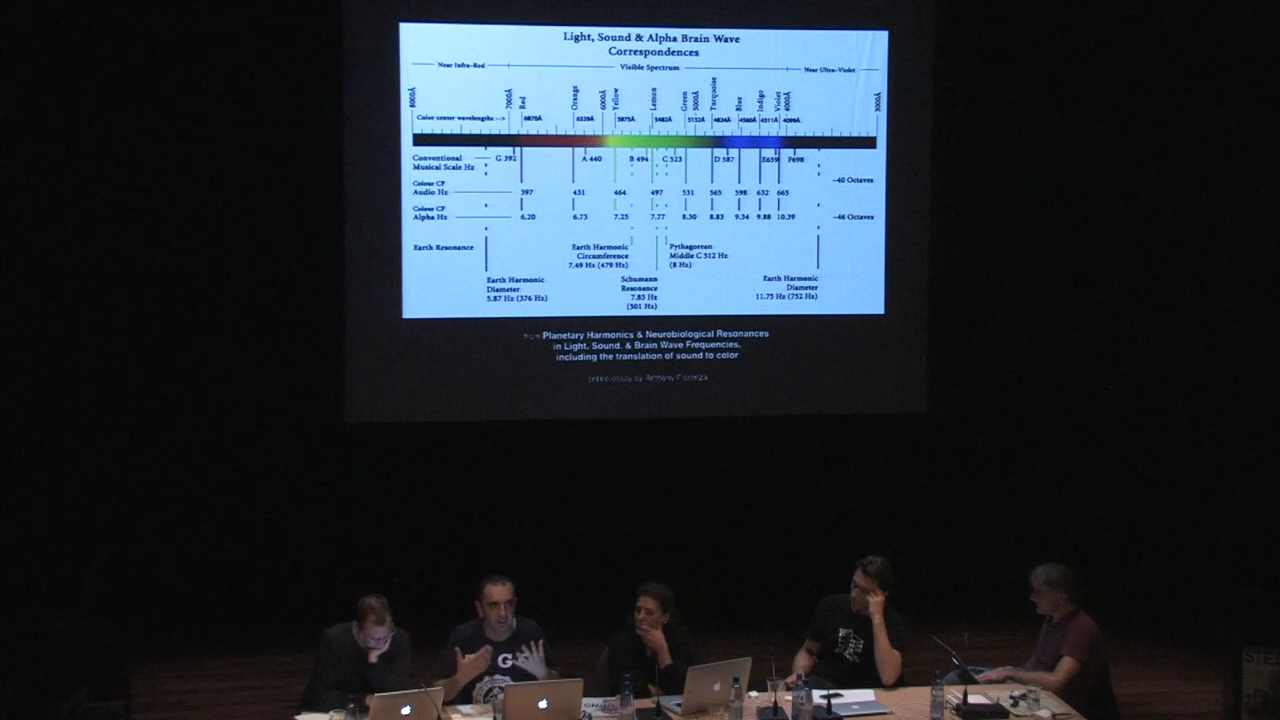 Light, Sound & Alpha Brain Wave
Correspondences
Near Infra-Red Visible Spectrum Near Ultra-Violet
8000Å 7000Å Red Orange 6000Å Yellow Lemon Green 5000Å Turquoise Blue Indigo Violet 4000Å 3000Å
Color center wavelengths --> 6870Å 6329Å 5875Å 5482Å 5132Å 4824Å 4560Å 4311Å 4099Å
Conventional
Musical Scale Hz G 392 A 440 B 494 C 523 D 587 E659 F698
-40 Octaves
Colour CF
Audio Hz 397 431 464 497 531 565 598 632 665
Colour CF
Alpha Hz 6.20 6.73 7.25 7.77 8.30 8.83 9.34 9.88 10.39 -46 Octaves
Earth Resonance
Earth Harmonic
Circumference
7.49 Hz (479 Hz)
Pythagorean
Middle C 512 Hz
(8 Hz)
Earth Harmonic
Diameter
5.87 Hz (376 Hz)
Schumann
Resonance
7.83 Hz
(501 Hz)
Earth Harmonic
Diameter
11.75 Hz (752 Hz)
from Planetary Harmonics & Neurobiological Resonances
in Light, Sound, & Brain Wave Frequencies,
including the translation of sound to color
online essay by Anthony
G